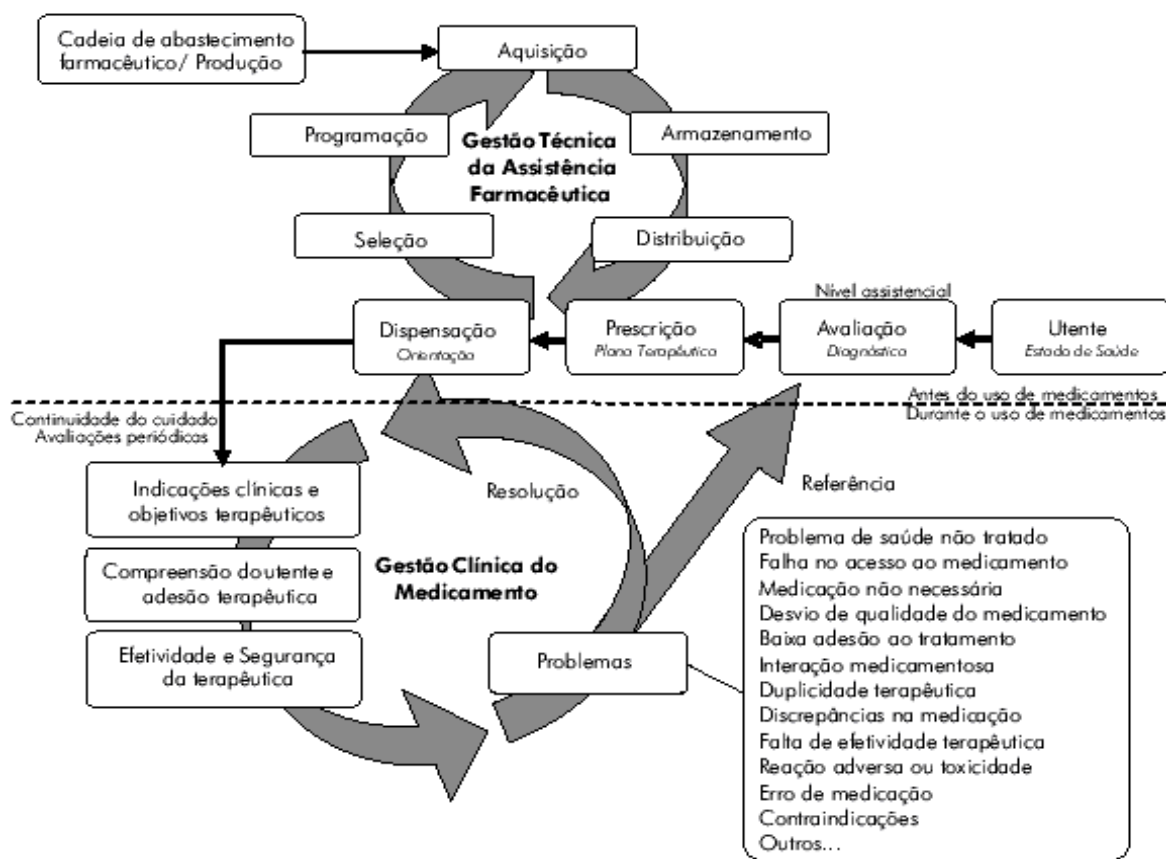 Cadeia de abastecimento
farmacêutico/ Produção
Aquisição
Programação
Armazenamento
Gestão Técnica
da Assistência
Farmacêutica
Seleção
Distribuição
Nível assistencial
Dispensação
Orientação
Prescrição
Plano Terapêutico
Avaliação
Diagnóstico
Utente
Estado de Saúde
Antes do uso de medicamentos
Durante o uso de medicamentos
Continuidade do cuidado
Avaliações periódicas
Indicações clínicas e
objetivos terapêuticos
Resolução
Referência
Compreensão do utente e
adesão terapêutica
Gestão Clínica do
Medicamento
Efetividade e Segurança
da terapêutica
Problemas
Problema de saúde não tratado
Falha no acesso ao medicamento
Medicação não necessária
Desvio de qualidade do medicamento
Baixa adesão ao tratamento
Interação medicamentosa
Duplicidade terapêutica
Discrepâncias na medicação
Falta de efetividade terapêutica
Reação adversa ou toxicidade
Erro de medicação
Contraindicações
Outros...